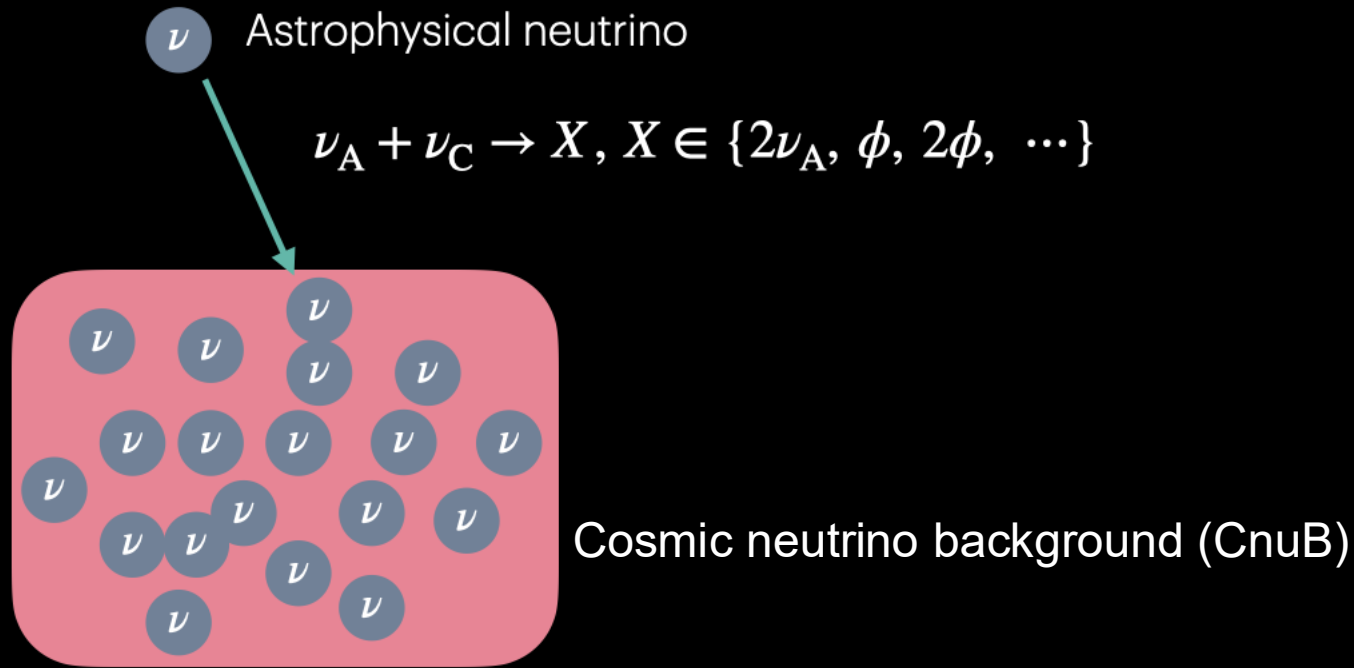 ν Astrophysical neutrino
ν_A + ν_C → X, X ∈ {2ν_A, ϕ, 2ϕ, ⋯}
ν
ν ν ν ν
ν ν ν ν ν
ν ν ν ν
ν ν
Cosmic neutrino background (CnuB)
ν
ν
ν